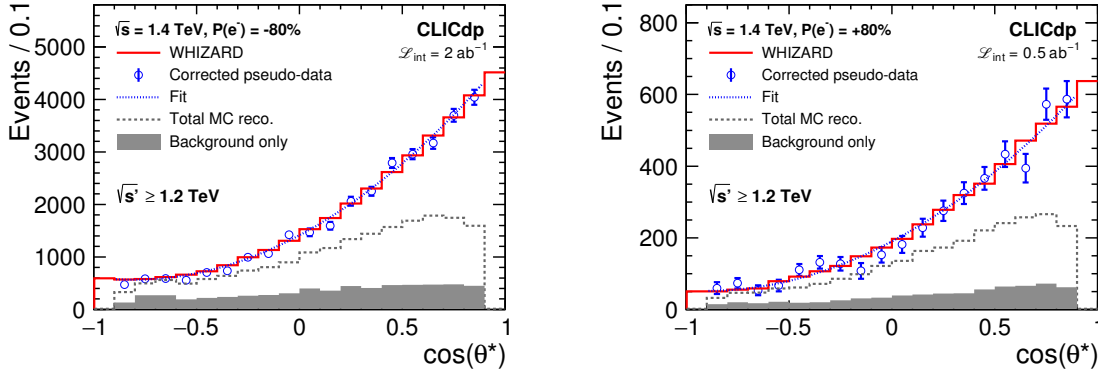 √s = 1.4 TeV, P(e⁻) = -80%
CLICdp
WHIZARD
ℒint = 2 ab⁻¹
Corrected pseudo-data
Fit
Total MC reco.
Background only
√s' ≥ 1.2 TeV
Events / 0.1
5000
4000
3000
2000
1000
0
−1
−0.5
0
0.5
1
cos(θ*)
√s = 1.4 TeV, P(e⁻) = +80%
CLICdp
WHIZARD
ℒint = 0.5 ab⁻¹
Corrected pseudo-data
Fit
Total MC reco.
Background only
√s' ≥ 1.2 TeV
Events / 0.1
800
600
400
200
0
−1
−0.5
0
0.5
1
cos(θ*)